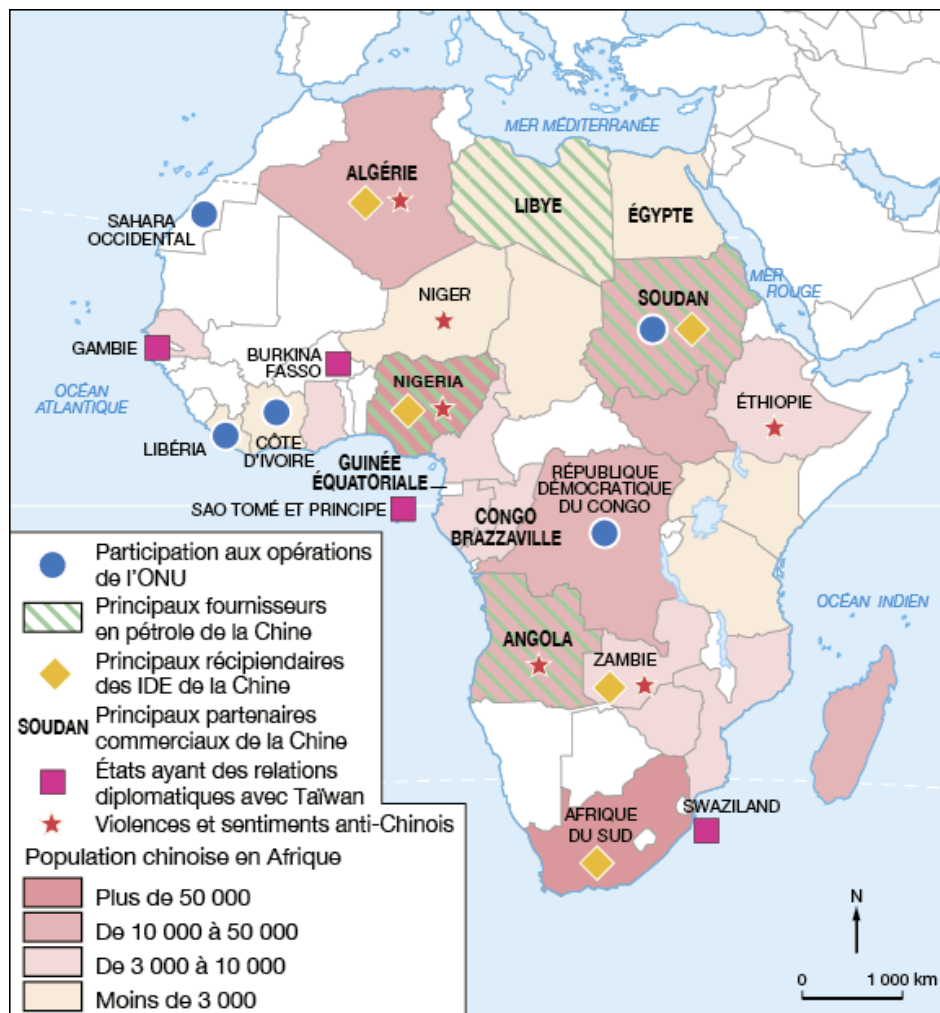 MER MÉDITERRANÉE
ALGÉRIE
LIBYE
ÉGYPTE
SAHARA
OCCIDENTAL
MER
ROUGE
NIGER
SOUDAN
GAMBIE
BURKINA
FASSO
NIGERIA
OCÉAN
ATLANTIQUE
ÉTHIOPIE
LIBÉRIA
CÔTE
D'IVOIRE
GUINÉE
ÉQUATORIALE
RÉPUBLIQUE
DÉMOCRATIQUE
DU CONGO
SAO TOMÉ ET PRINCIPE
CONGO
BRAZZAVILLE
OCÉAN INDIEN
ANGOLA
ZAMBIE
SWAZILAND
AFRIQUE
DU SUD
Participation aux opérations
de l'ONU
Principaux fournisseurs
en pétrole de la Chine
Principaux récipiendaires
des IDE de la Chine
SOUDAN
Principaux partenaires
commerciaux de la Chine
États ayant des relations
diplomatiques avec Taïwan
Violences et sentiments anti-Chinois
Population chinoise en Afrique
Plus de 50 000
De 10 000 à 50 000
De 3 000 à 10 000
Moins de 3 000
N
0 1 000 km